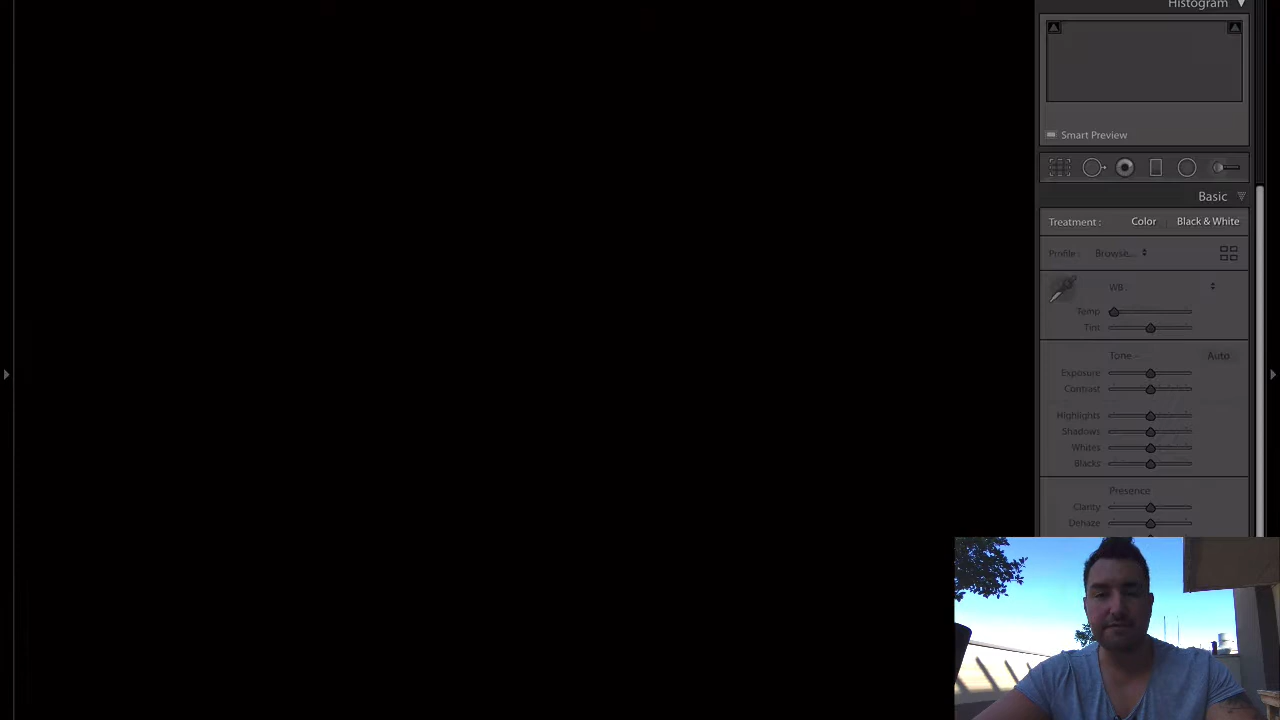 Histogram
Smart Preview
Basic
Treatment : Color Black & White
Profile : Browse...
WB :
Temp
Tint
Tone Auto
Exposure
Contrast
Highlights
Shadows
Whites
Blacks
Presence
Clarity
Dehaze